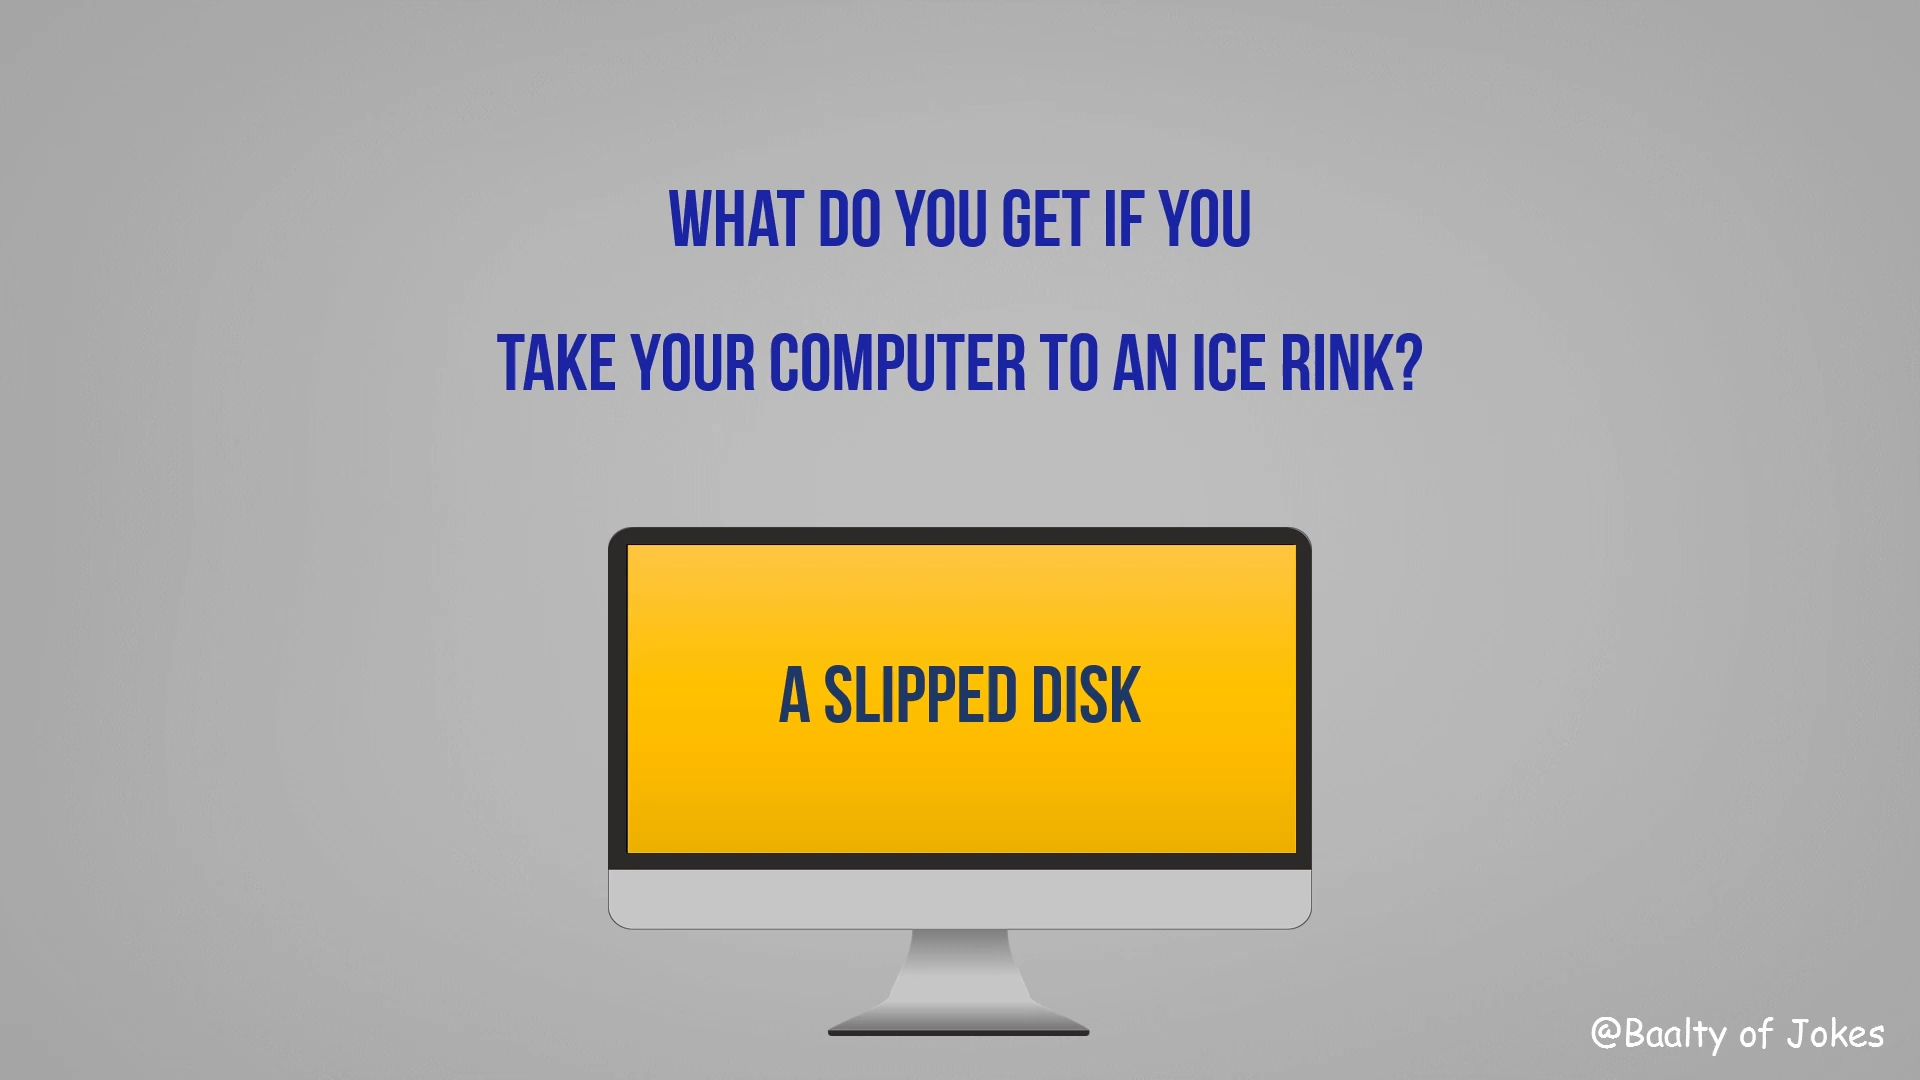 WHAT DO YOU GET IF YOU
TAKE YOUR COMPUTER TO AN ICE RINK?
A SLIPPED DISK
@Baalty of Jokes